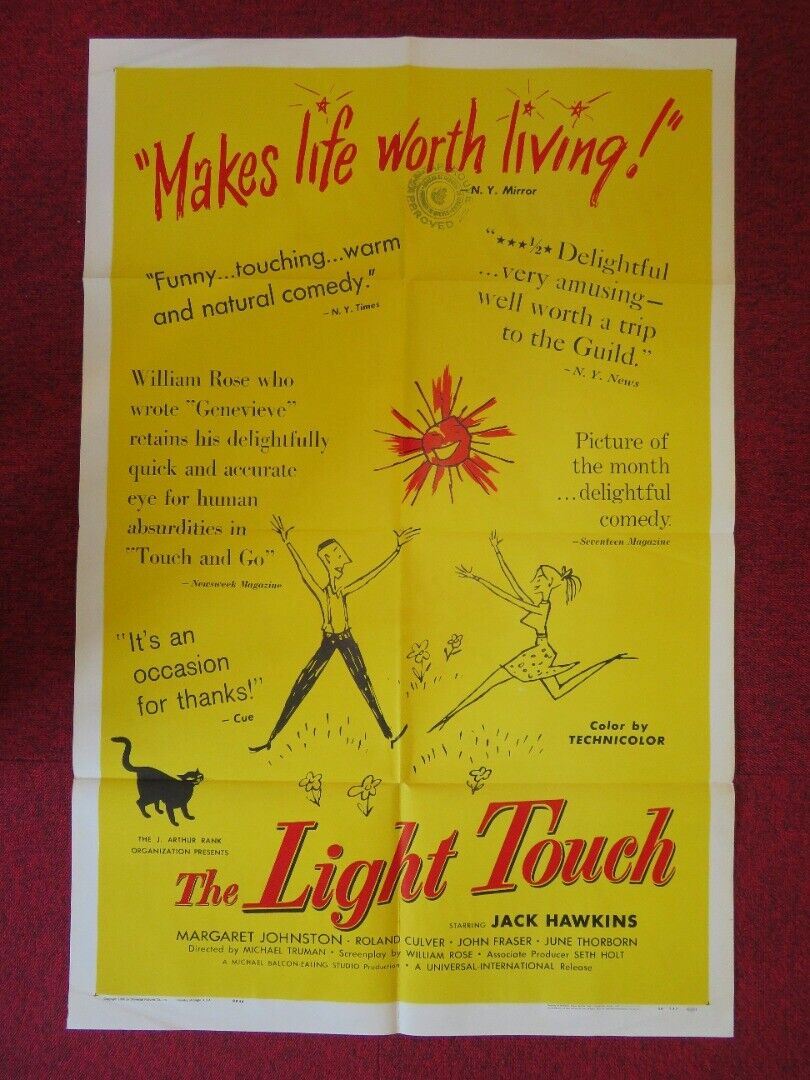 "Makes life worth living!"
—N. Y. Mirror
"Funny...touching...warm
and natural comedy."
—N. Y. Times
"★★★½★ Delightful
...very amusing—
well worth a trip
to the Guild."
—N. Y. News
William Rose who
wrote "Genevieve"
retains his delightfully
quick and accurate
eye for human
absurdities in
"Touch and Go"
—Newsweek Magazine
Picture of
the month
...delightful
comedy.
—Seventeen Magazine
"It's an
occasion
for thanks!"
—Cue
Color by
TECHNICOLOR
THE J. ARTHUR RANK
ORGANIZATION PRESENTS
The Light Touch
STARRING JACK HAWKINS
MARGARET JOHNSTON · ROLAND CULVER · JOHN FRASER · JUNE THORBORN
Directed by MICHAEL TRUMAN · Screenplay by WILLIAM ROSE · Associate Producer SETH HOLT
A MICHAEL BALCON-EATING STUDIO Production · A UNIVERSAL-INTERNATIONAL Release